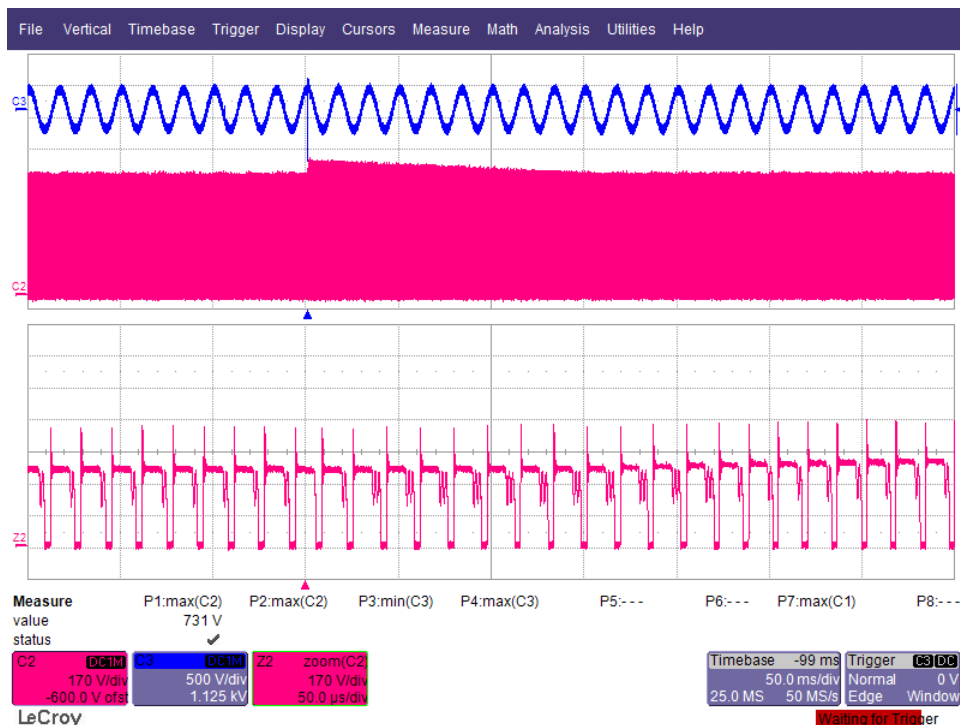 File Vertical Timebase Trigger Display Cursors Measure Math Analysis Utilities Help
C3
C2
Z2
Measure P1:max(C2) P2:max(C2) P3:min(C3) P4:max(C3) P5:- - - P6:- - - P7:max(C1) P8:- - -
value 731 V
status
C2 DC1M C3 DC1M Z2 zoom(C2) Timebase -99 ms Trigger C3 DC
170 V/div 500 V/div 170 V/div 50.0 ms/div Normal 0 V
-600.0 V ofst 1.125 kV 50.0 µs/div 25.0 MS 50 MS/s Edge Window
LeCroy Waiting for Trigger